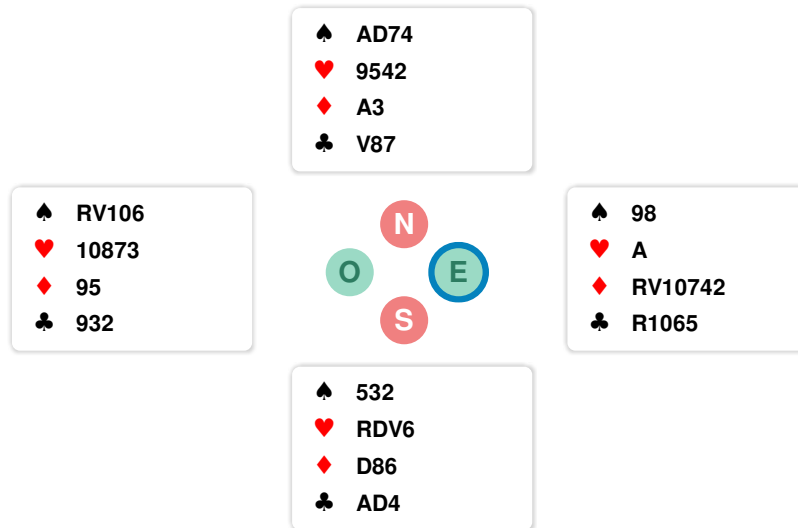 ♠ AD74
♥ 9542
♦ A3
♣ V87
♠ RV106
♥ 10873
♦ 95
♣ 932
N
O E
S
♠ 98
♥ A
♦ RV10742
♣ R1065
♠ 532
♥ RDV6
♦ D86
♣ AD4